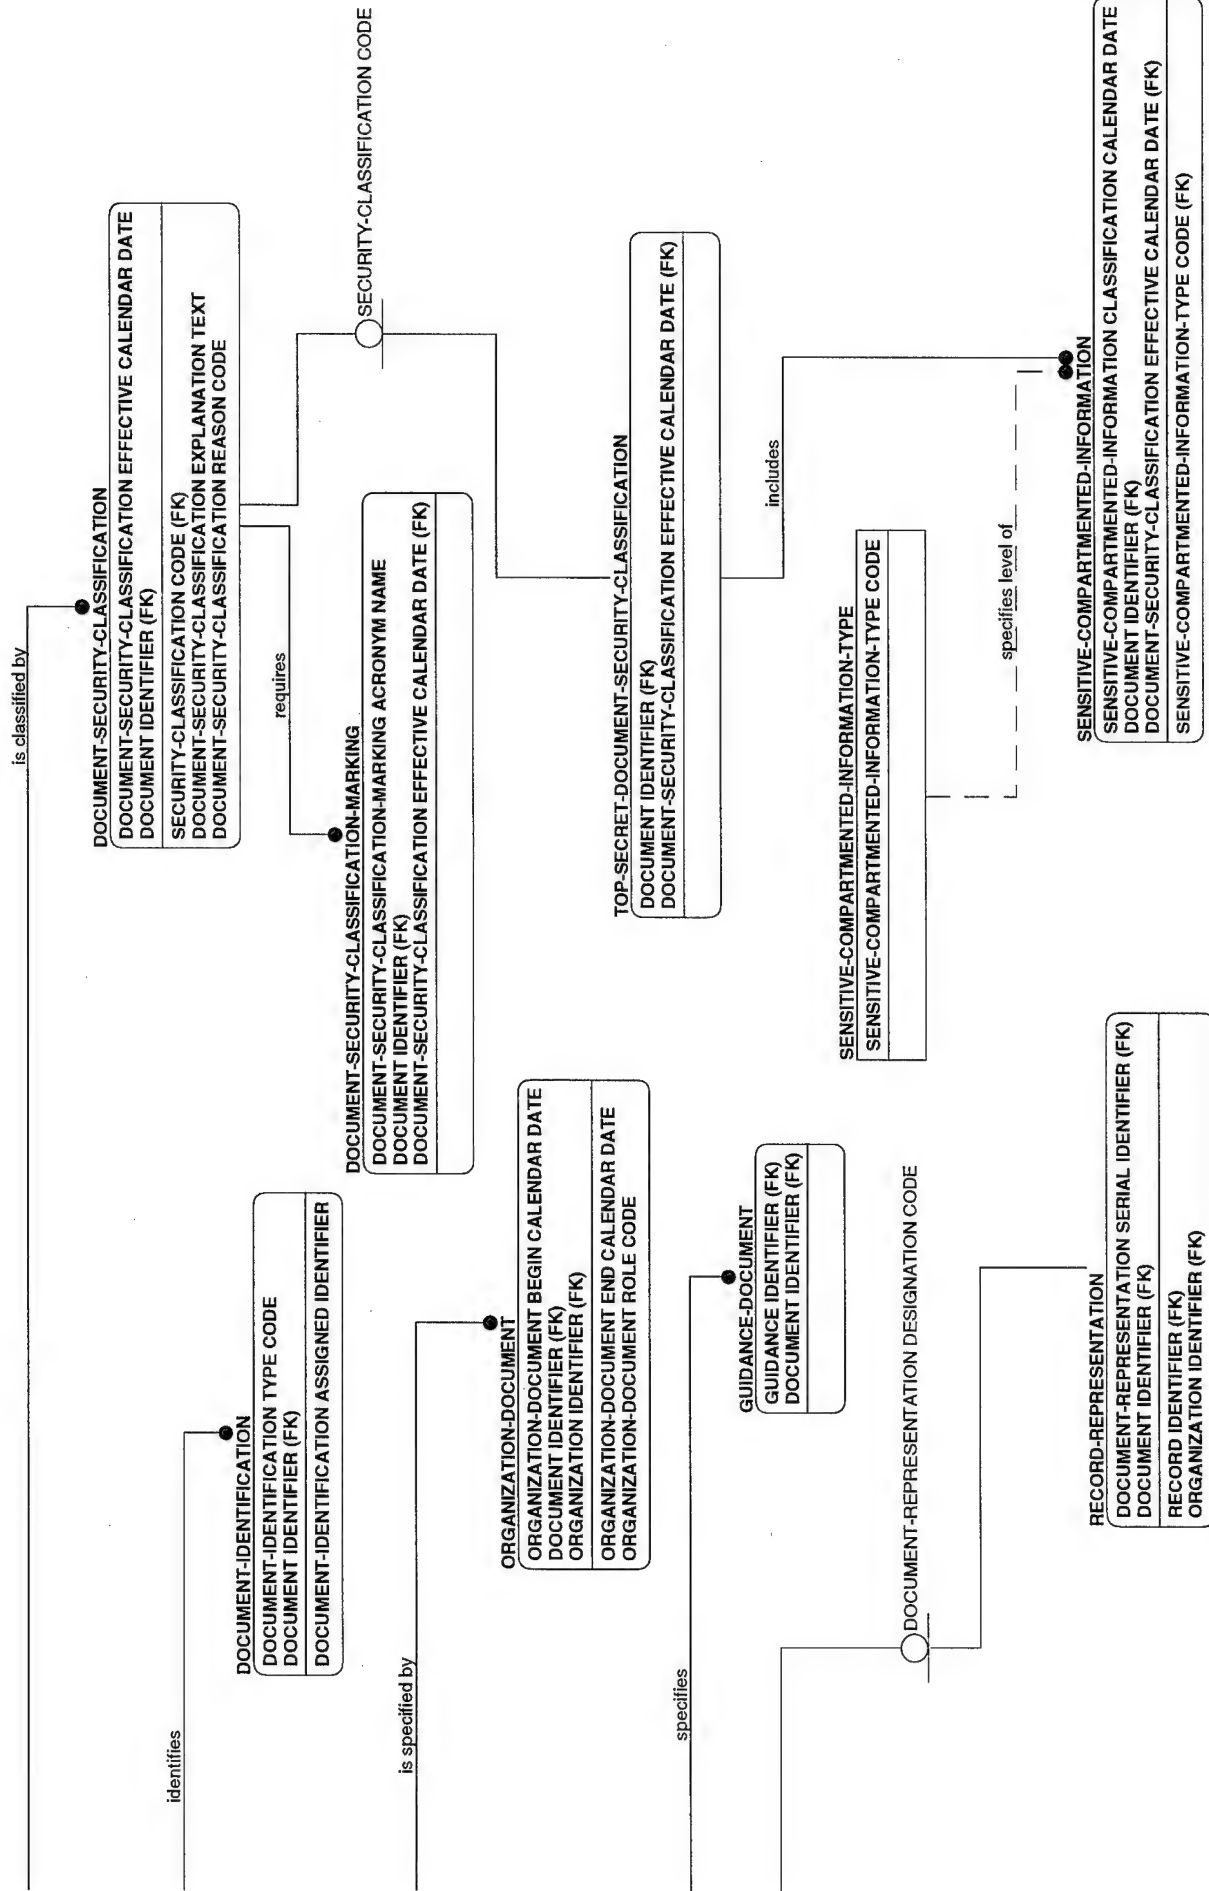 is classified by
DOCUMENT-SECURITY-CLASSIFICATION
DOCUMENT-SECURITY-CLASSIFICATION EFFECTIVE CALENDAR DATE
DOCUMENT IDENTIFIER (FK)
SECURITY-CLASSIFICATION CODE (FK)
DOCUMENT-SECURITY-CLASSIFICATION EXPLANATION TEXT
DOCUMENT-SECURITY-CLASSIFICATION REASON CODE
identifies
DOCUMENT-IDENTIFICATION
DOCUMENT-IDENTIFICATION TYPE CODE
DOCUMENT IDENTIFIER (FK)
DOCUMENT-IDENTIFICATION ASSIGNED IDENTIFIER
requires
SECURITY-CLASSIFICATION CODE
DOCUMENT-SECURITY-CLASSIFICATION-MARKING
DOCUMENT-SECURITY-CLASSIFICATION-MARKING ACRONYM NAME
DOCUMENT IDENTIFIER (FK)
DOCUMENT-SECURITY-CLASSIFICATION EFFECTIVE CALENDAR DATE (FK)
is specified by
ORGANIZATION-DOCUMENT
ORGANIZATION-DOCUMENT BEGIN CALENDAR DATE
DOCUMENT IDENTIFIER (FK)
ORGANIZATION IDENTIFIER (FK)
ORGANIZATION-DOCUMENT END CALENDAR DATE
ORGANIZATION-DOCUMENT ROLE CODE
TOP-SECRET-DOCUMENT-SECURITY-CLASSIFICATION
DOCUMENT IDENTIFIER (FK)
DOCUMENT-SECURITY-CLASSIFICATION EFFECTIVE CALENDAR DATE (FK)
specifies
GUIDANCE-DOCUMENT
GUIDANCE IDENTIFIER (FK)
DOCUMENT IDENTIFIER (FK)
includes
SENSITIVE-COMPARTMENTED-INFORMATION-TYPE
SENSITIVE-COMPARTMENTED-INFORMATION-TYPE CODE
DOCUMENT-REPRESENTATION DESIGNATION CODE
specifies level of
RECORD-REPRESENTATION
DOCUMENT-REPRESENTATION SERIAL IDENTIFIER (FK)
DOCUMENT IDENTIFIER (FK)
RECORD IDENTIFIER (FK)
ORGANIZATION IDENTIFIER (FK)
SENSITIVE-COMPARTMENTED-INFORMATION
SENSITIVE-COMPARTMENTED-INFORMATION CLASSIFICATION CALENDAR DATE
DOCUMENT IDENTIFIER (FK)
DOCUMENT-SECURITY-CLASSIFICATION EFFECTIVE CALENDAR DATE (FK)
SENSITIVE-COMPARTMENTED-INFORMATION-TYPE CODE (FK)